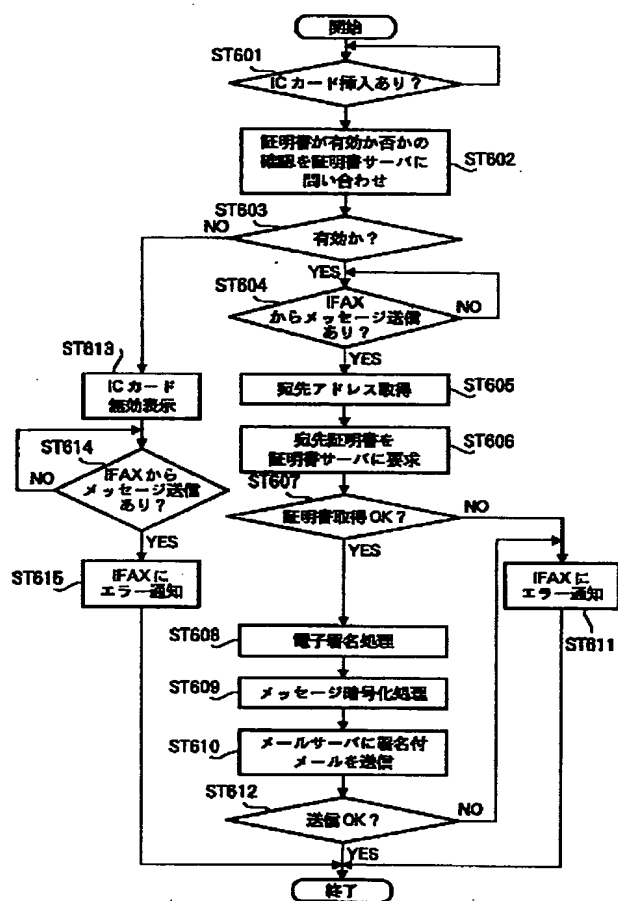 開始
ST601
ICカード挿入あり?
証明書が有効か否かの
確認を証明書サーバに
問い合わせ
ST602
ST603
NO
有効か?
YES
ST604
IFAX
からメッセージ送信
あり?
NO
YES
ST613
ICカード
無効表示
宛先アドレス取得
ST605
宛先証明書を
証明書サーバに要求
ST606
ST614
NO
IFAXから
メッセージ送信
あり?
YES
ST607
証明書取得OK?
NO
YES
ST615
IFAXに
エラー通知
IFAXに
エラー通知
ST611
ST608
電子署名処理
ST609
メッセージ暗号化処理
ST610
メールサーバに署名付
メールを送信
ST612
送信OK?
NO
YES
終了